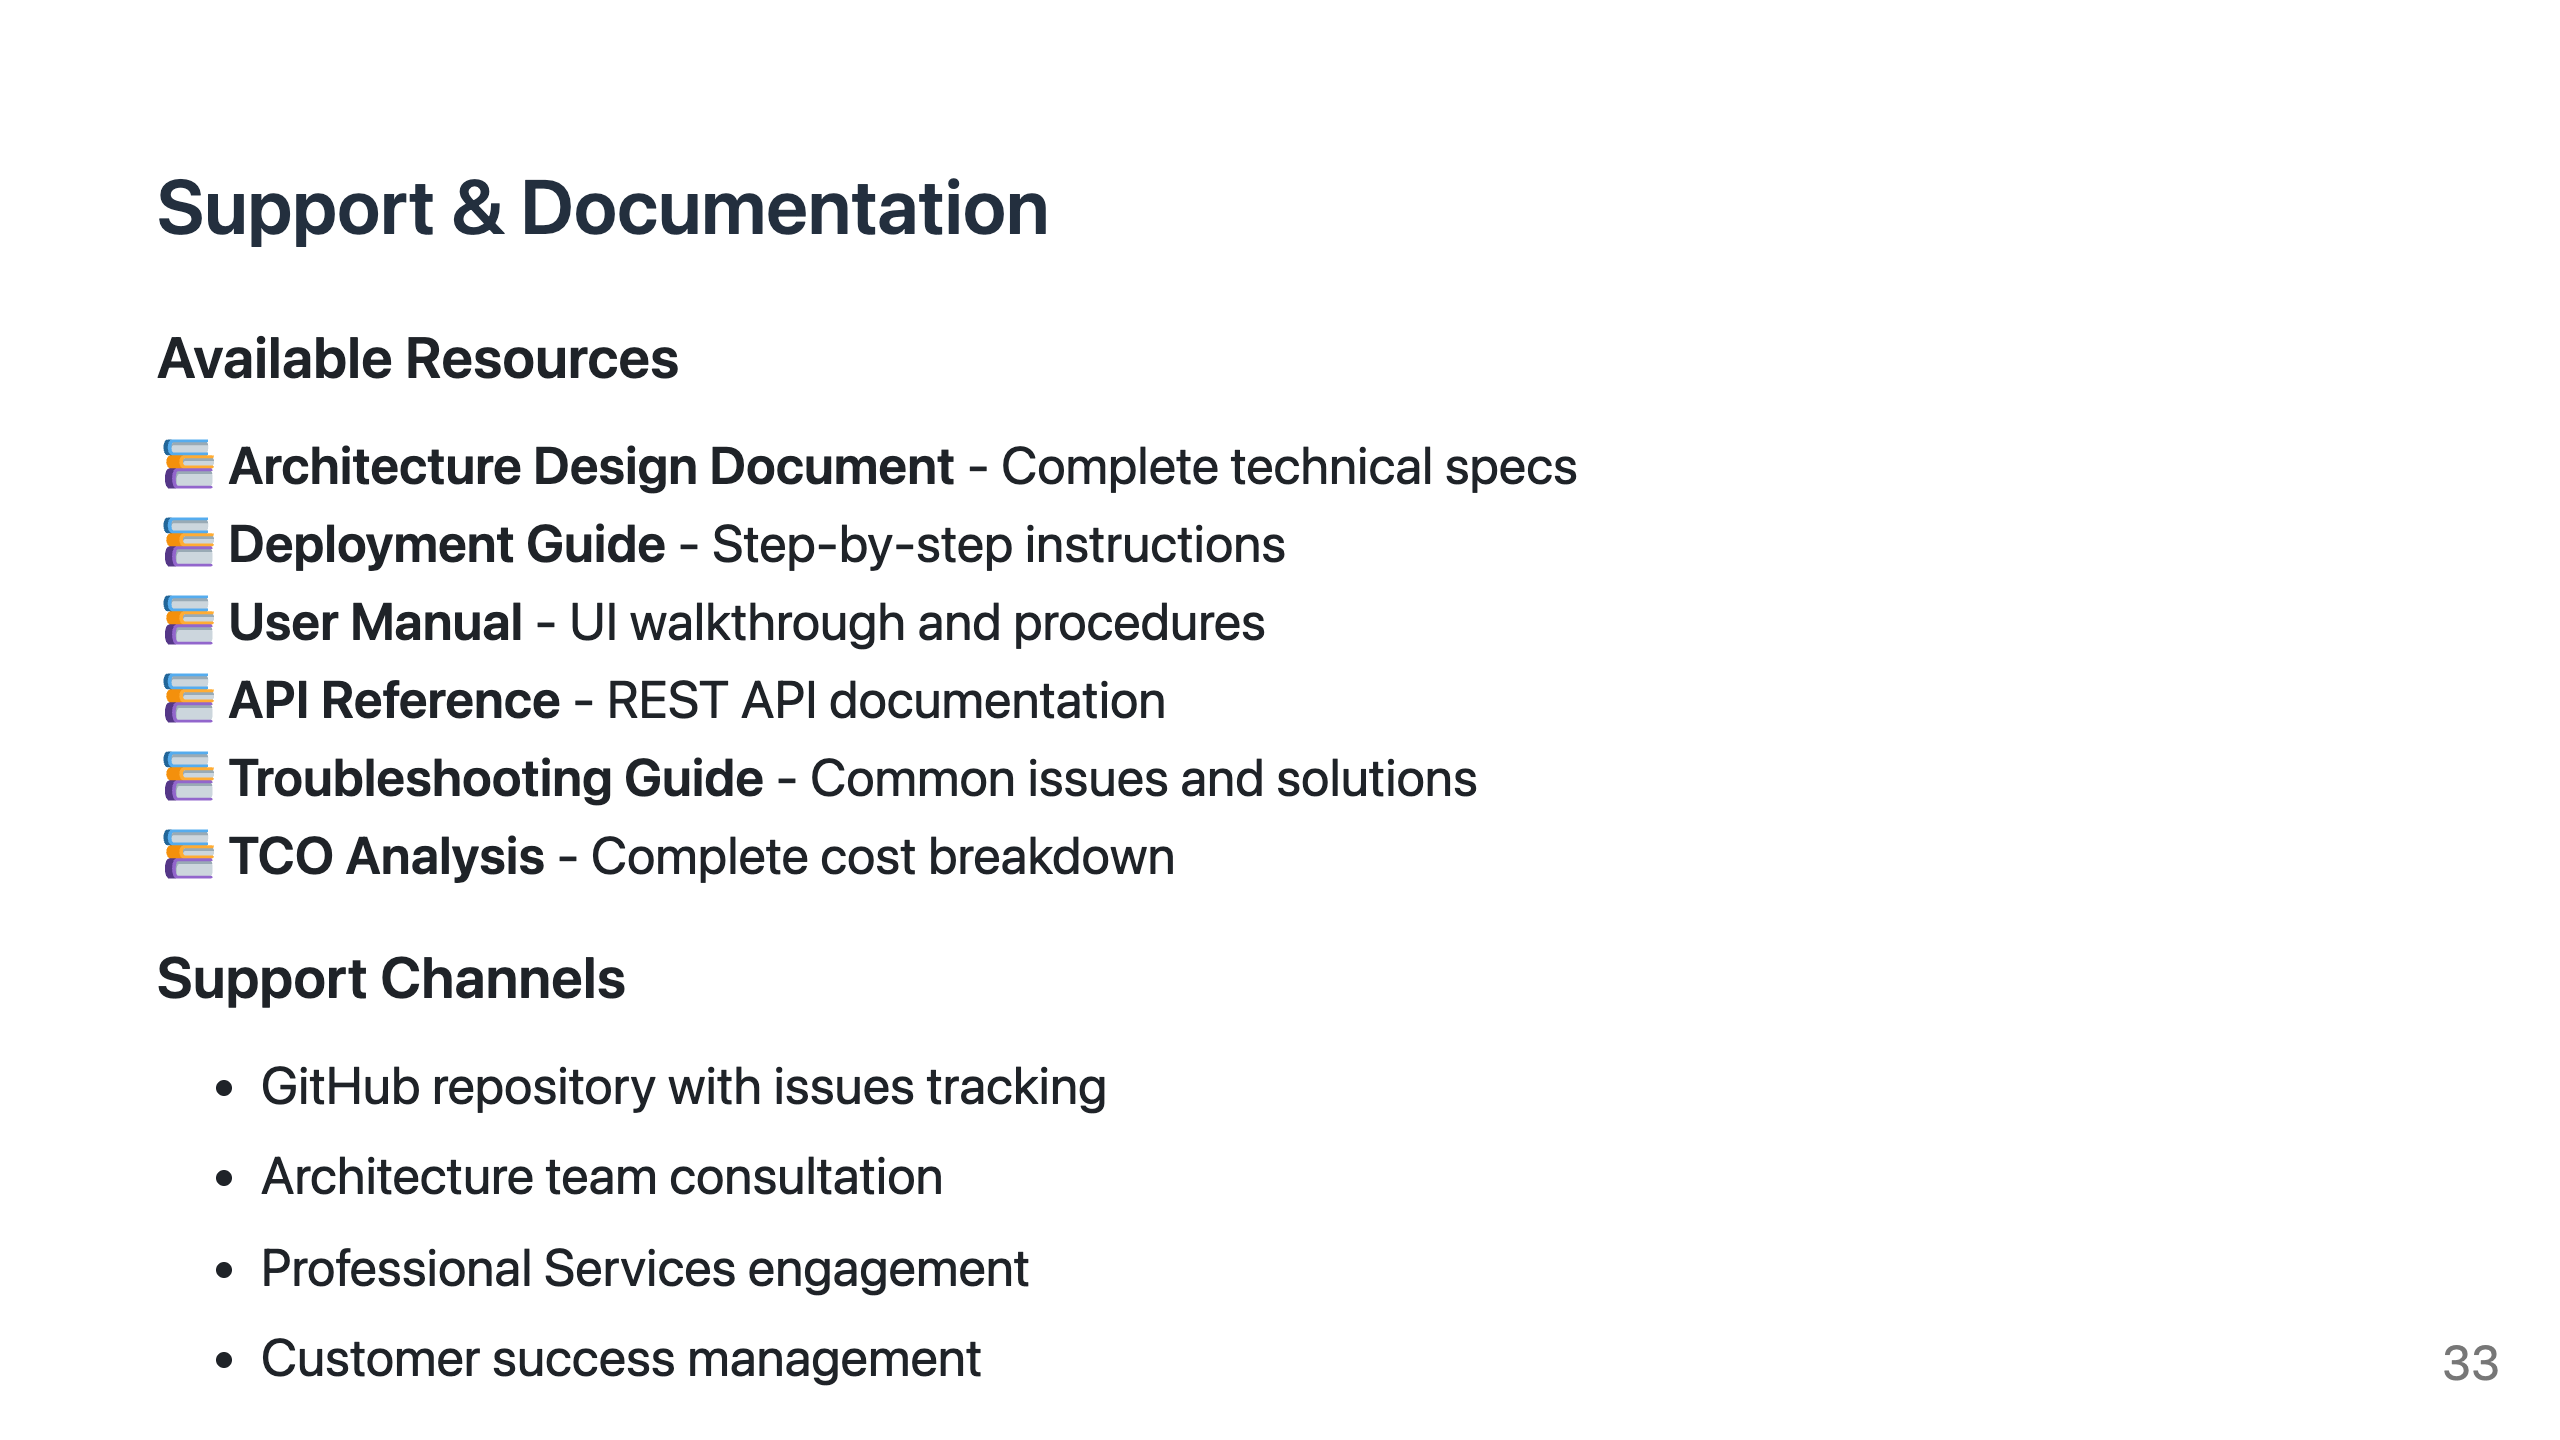 Support & Documentation
Available Resources
📚 Architecture Design Document - Complete technical specs
📚 Deployment Guide - Step-by-step instructions
📚 User Manual - UI walkthrough and procedures
📚 API Reference - REST API documentation
📚 Troubleshooting Guide - Common issues and solutions
📚 TCO Analysis - Complete cost breakdown
Support Channels
• GitHub repository with issues tracking
• Architecture team consultation
• Professional Services engagement
• Customer success management
33